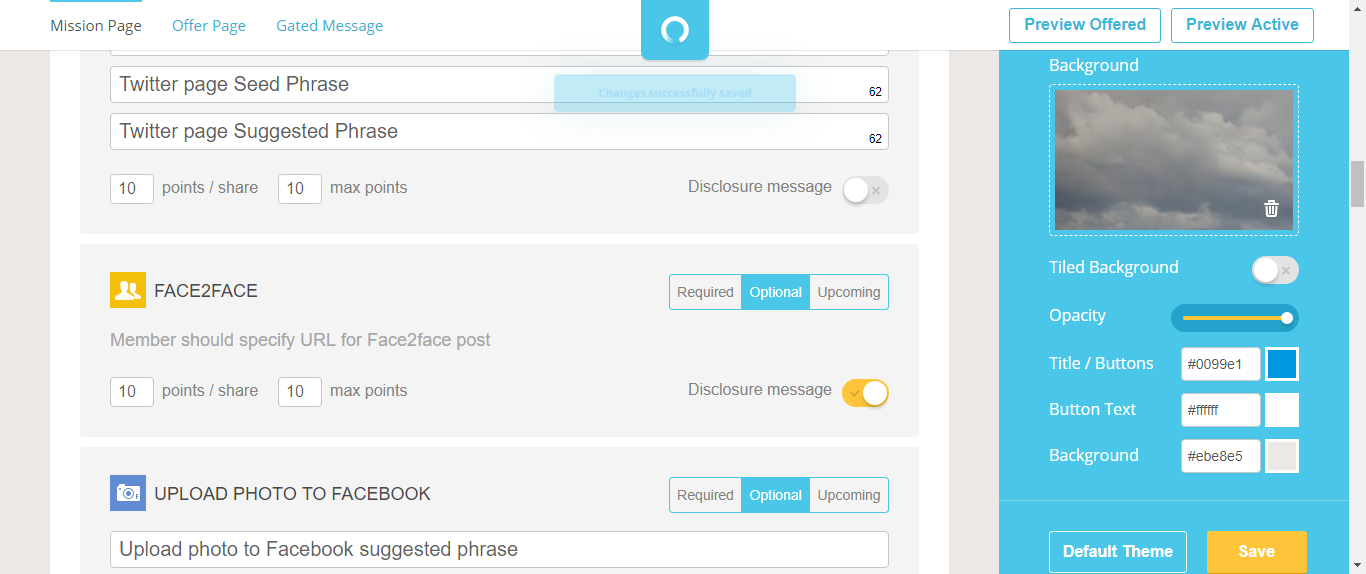 Mission Page
Offer Page
Gated Message
Preview Offered
Preview Active
Changes successfully saved
Twitter page Seed Phrase
62
Twitter page Suggested Phrase
62
10 points / share 10 max points
Disclosure message
FACE2FACE
Required Optional Upcoming
Member should specify URL for Face2face post
10 points / share 10 max points
Disclosure message
UPLOAD PHOTO TO FACEBOOK
Required Optional Upcoming
Upload photo to Facebook suggested phrase
Background
Tiled Background
Opacity
Title / Buttons #0099e1
Button Text #ffffff
Background #ebe8e5
Default Theme
Save